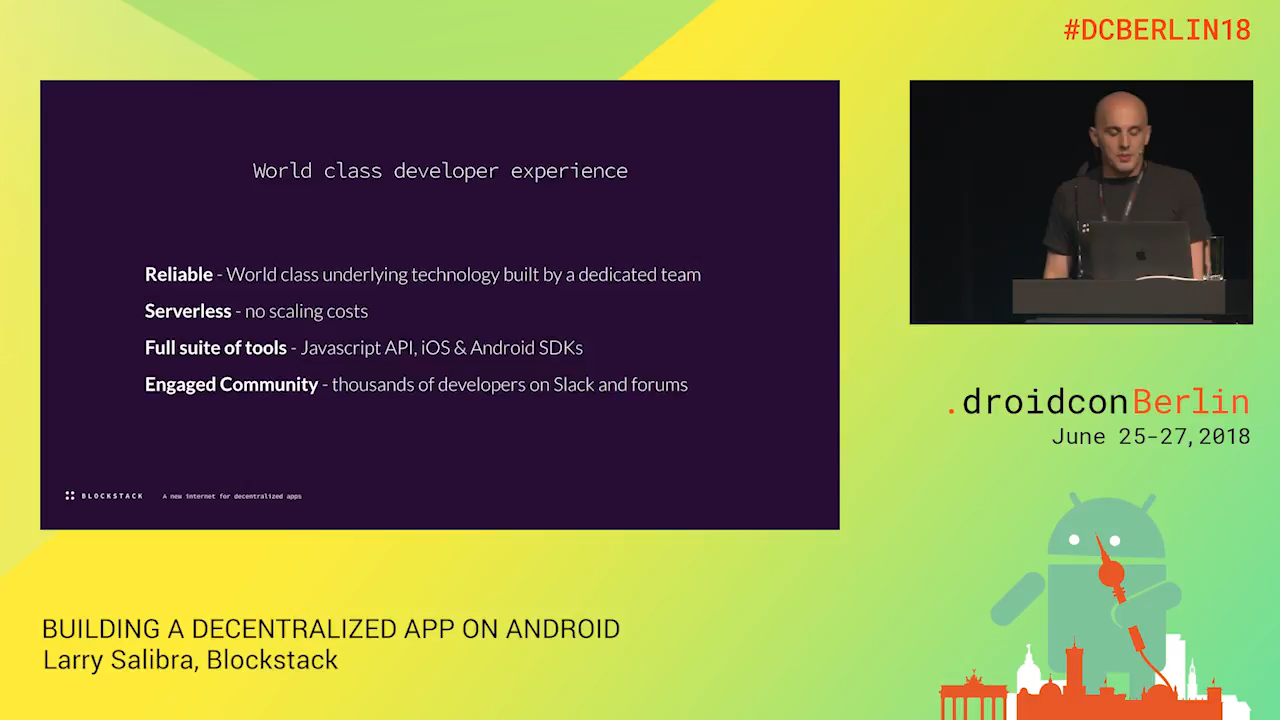 #DCBERLIN18
World class developer experience
Reliable - World class underlying technology built by a dedicated team
Serverless - no scaling costs
Full suite of tools - Javascript API, iOS & Android SDKs
Engaged Community - thousands of developers on Slack and forums
BLOCKSTACK A new internet for decentralized apps
.droidconBerlin
June 25-27,2018
BUILDING A DECENTRALIZED APP ON ANDROID
Larry Salibra, Blockstack